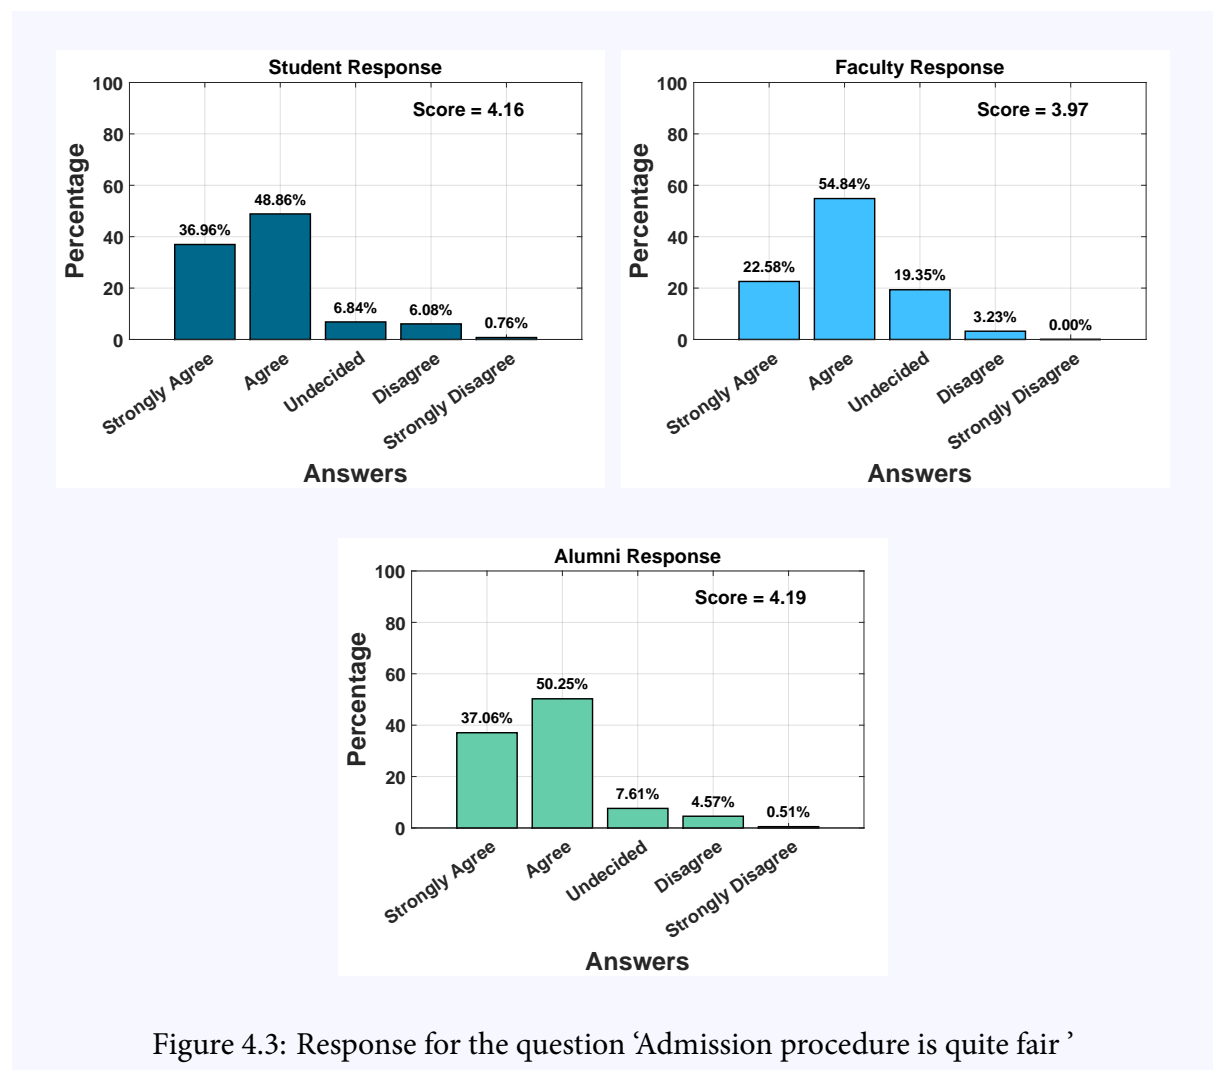 Student Response
Score = 4.16
Percentage
100
80
60
40
20
0
36.96%
48.86%
6.84%
6.08%
0.76%
Strongly Agree
Agree
Undecided
Disagree
Strongly Disagree
Answers
Faculty Response
Score = 3.97
Percentage
100
80
60
40
20
0
22.58%
54.84%
19.35%
3.23%
0.00%
Strongly Agree
Agree
Undecided
Disagree
Strongly Disagree
Answers
Alumni Response
Score = 4.19
Percentage
100
80
60
40
20
0
37.06%
50.25%
7.61%
4.57%
0.51%
Strongly Agree
Agree
Undecided
Disagree
Strongly Disagree
Answers
Figure 4.3: Response for the question ‘Admission procedure is quite fair ’